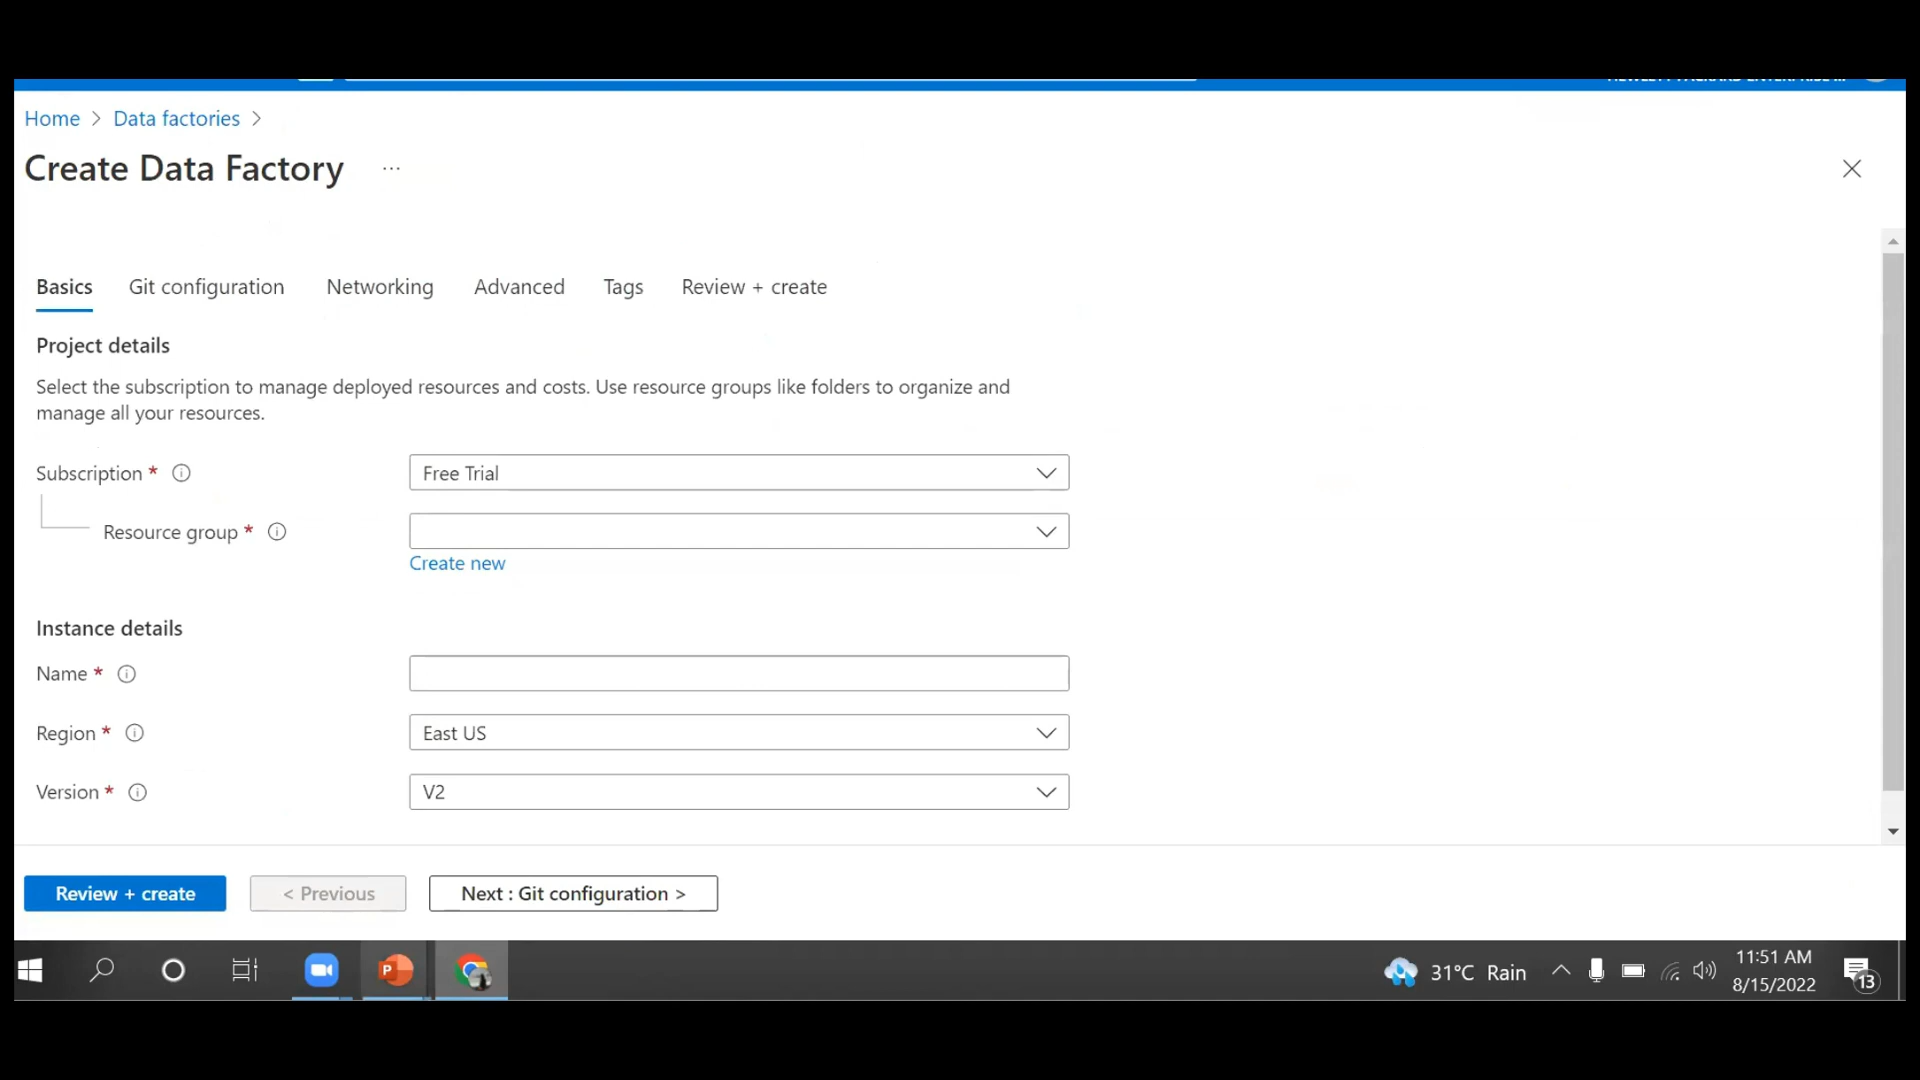 Home > Data factories >
Create Data Factory ...
Basics Git configuration Networking Advanced Tags Review + create
Project details
Select the subscription to manage deployed resources and costs. Use resource groups like folders to organize and
manage all your resources.
Subscription * Free Trial
Resource group *
Create new
Instance details
Name *
Region * East US
Version * V2
Review + create < Previous Next : Git configuration >
31°C Rain
11:51 AM
8/15/2022
13